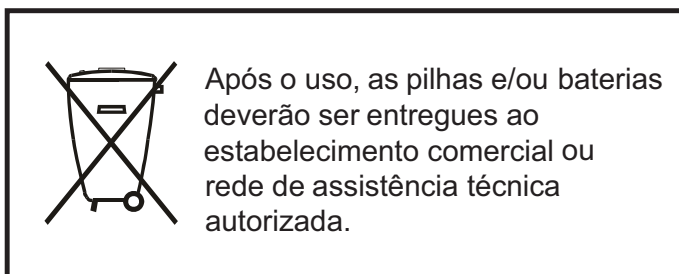 Após o uso, as pilhas e/ou baterias
deverão ser entregues ao
estabelecimento comercial ou
rede de assistência técnica
autorizada.